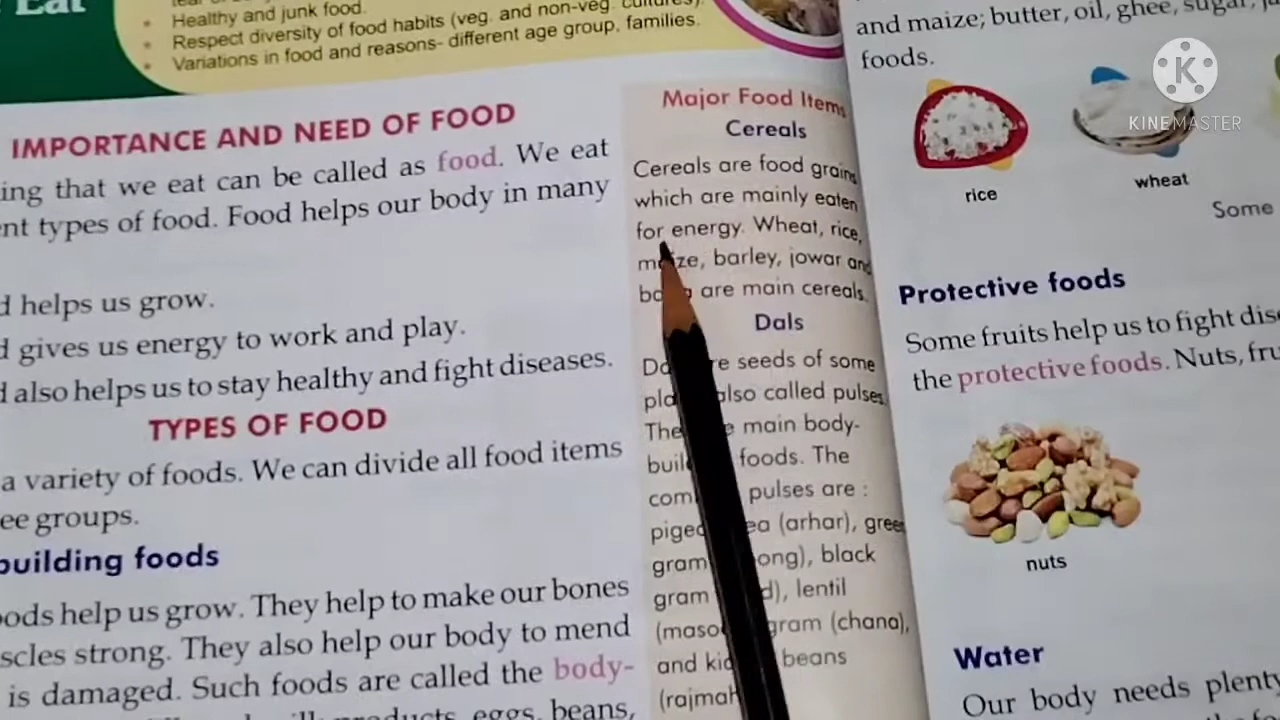 Eat
Healthy and junk food.
Respect diversity of food habits (veg. and non-veg. cultures).
Variations in food and reasons- different age group, families.
IMPORTANCE AND NEED OF FOOD
ing that we eat can be called as food. We eat
nt types of food. Food helps our body in many
d helps us grow.
d gives us energy to work and play.
d also helps us to stay healthy and fight diseases.
TYPES OF FOOD
a variety of foods. We can divide all food items
ee groups.
building foods
ods help us grow. They help to make our bones
scles strong. They also help our body to mend
is damaged. Such foods are called the body-
products, eggs, beans,
Major Food Items
Cereals
Cereals are food grains
which are mainly eaten
for energy. Wheat, rice,
maize, barley, jowar and
are main cereals.
Dals
re seeds of some
also called pulses.
The main body-
foods. The
pulses are :
(arhar), green
gram ong), black
gram d), lentil
gram (chana),
and beans
(rajmah
and maize; butter, oil, ghee, sugar,
foods.
KINEMASTER
rice
wheat
Some
Protective foods
Some fruits help us to fight
the protective foods. Nuts,
nuts
Water
Our body needs plenty